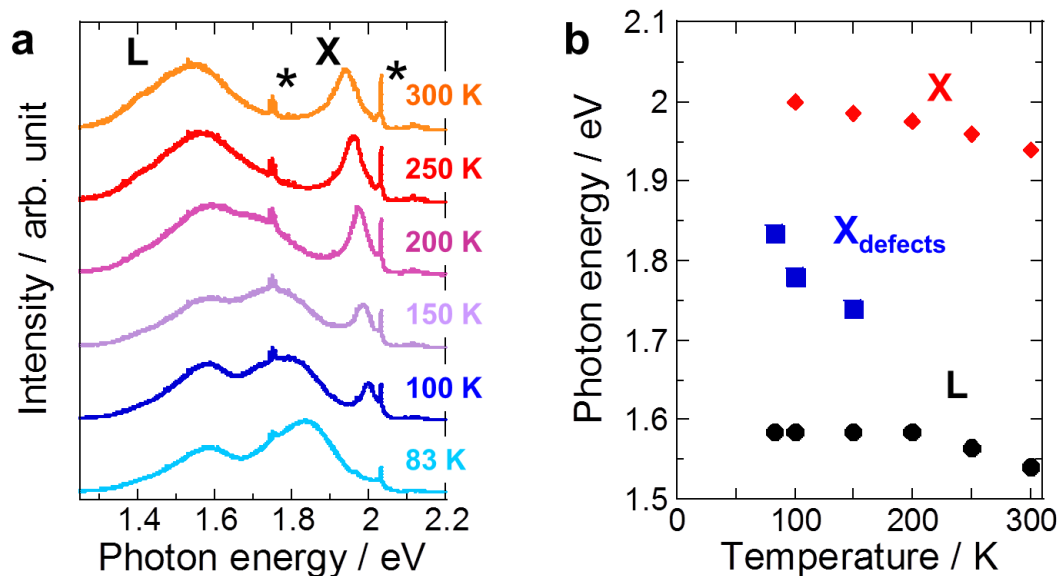 a
L
X
*
*
300 K
250 K
200 K
150 K
100 K
83 K
Intensity / arb. unit
1.4 1.6 1.8 2 2.2
Photon energy / eV
b
2.1
2
1.9
1.8
1.7
1.6
1.5
Photon energy / eV
X
X defects
L
0 100 200 300
Temperature / K